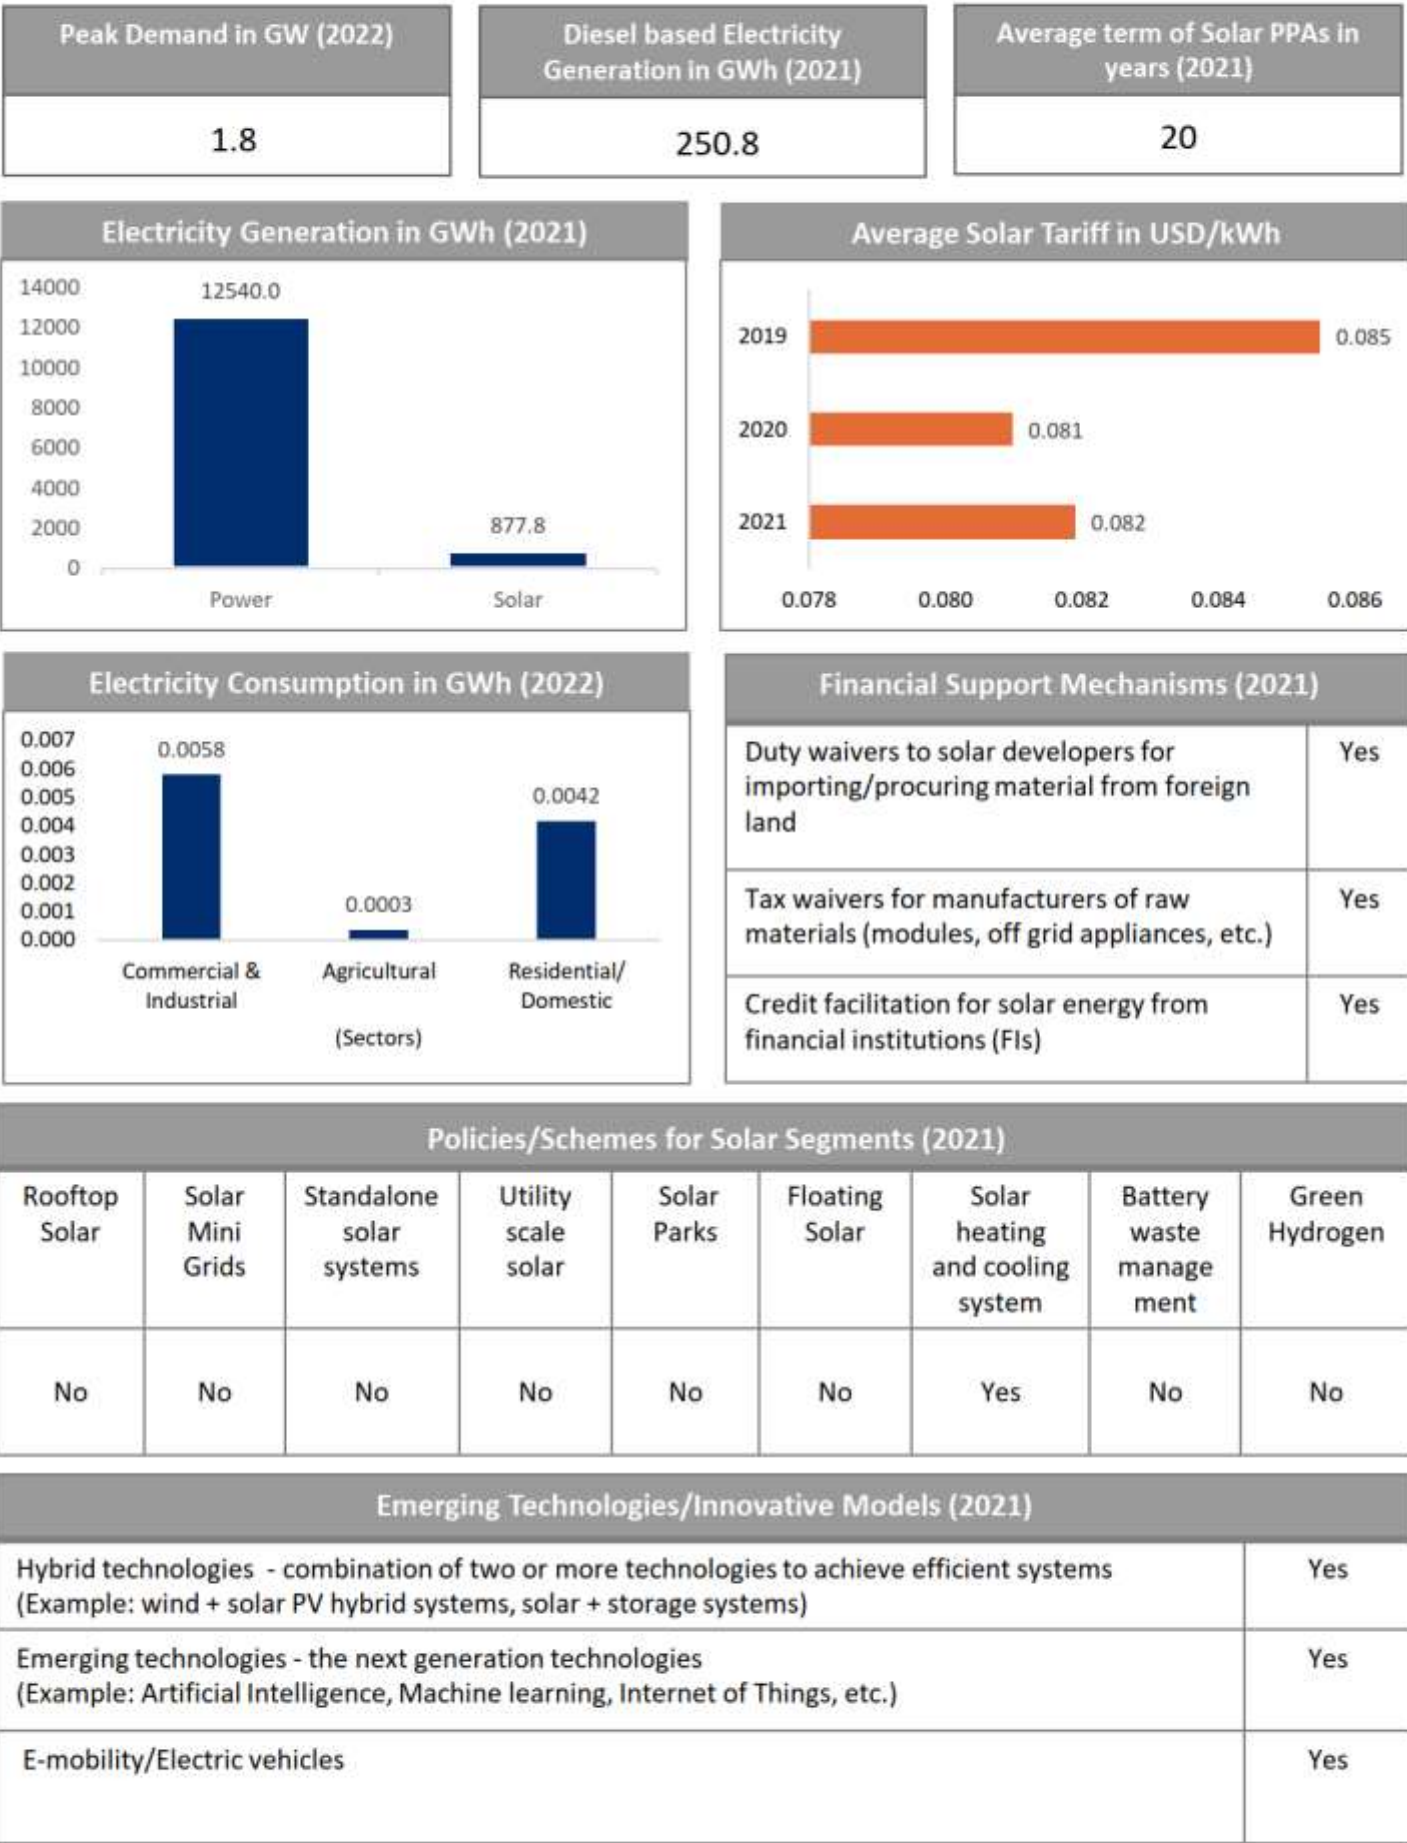 Peak Demand in GW (2022)
1.8
Diesel based Electricity
Generation in GWh (2021)
250.8
Average term of Solar PPAs in
years (2021)
20
Electricity Generation in GWh (2021)
14000
12000
10000
8000
6000
4000
2000
0
12540.0
877.8
Power
Solar
Average Solar Tariff in USD/kWh
2019
0.085
2020
0.081
2021
0.082
0.078
0.080
0.082
0.084
0.086
Electricity Consumption in GWh (2022)
0.007
0.006
0.005
0.004
0.003
0.002
0.001
0.000
0.0058
0.0003
0.0042
Commercial &
Industrial
Agricultural
Residential/
Domestic
(Sectors)
Financial Support Mechanisms (2021)
Duty waivers to solar developers for
importing/procuring material from foreign
land
Yes
Tax waivers for manufacturers of raw
materials (modules, off grid appliances, etc.)
Yes
Credit facilitation for solar energy from
financial institutions (FIs)
Yes
Policies/Schemes for Solar Segments (2021)
Rooftop
Solar
Solar
Mini
Grids
Standalone
solar
systems
Utility
scale
solar
Solar
Parks
Floating
Solar
Solar
heating
and cooling
system
Battery
waste
manage
ment
Green
Hydrogen
No
No
No
No
No
No
Yes
No
No
Emerging Technologies/Innovative Models (2021)
Hybrid technologies - combination of two or more technologies to achieve efficient systems
(Example: wind + solar PV hybrid systems, solar + storage systems)
Yes
Emerging technologies - the next generation technologies
(Example: Artificial Intelligence, Machine learning, Internet of Things, etc.)
Yes
E-mobility/Electric vehicles
Yes